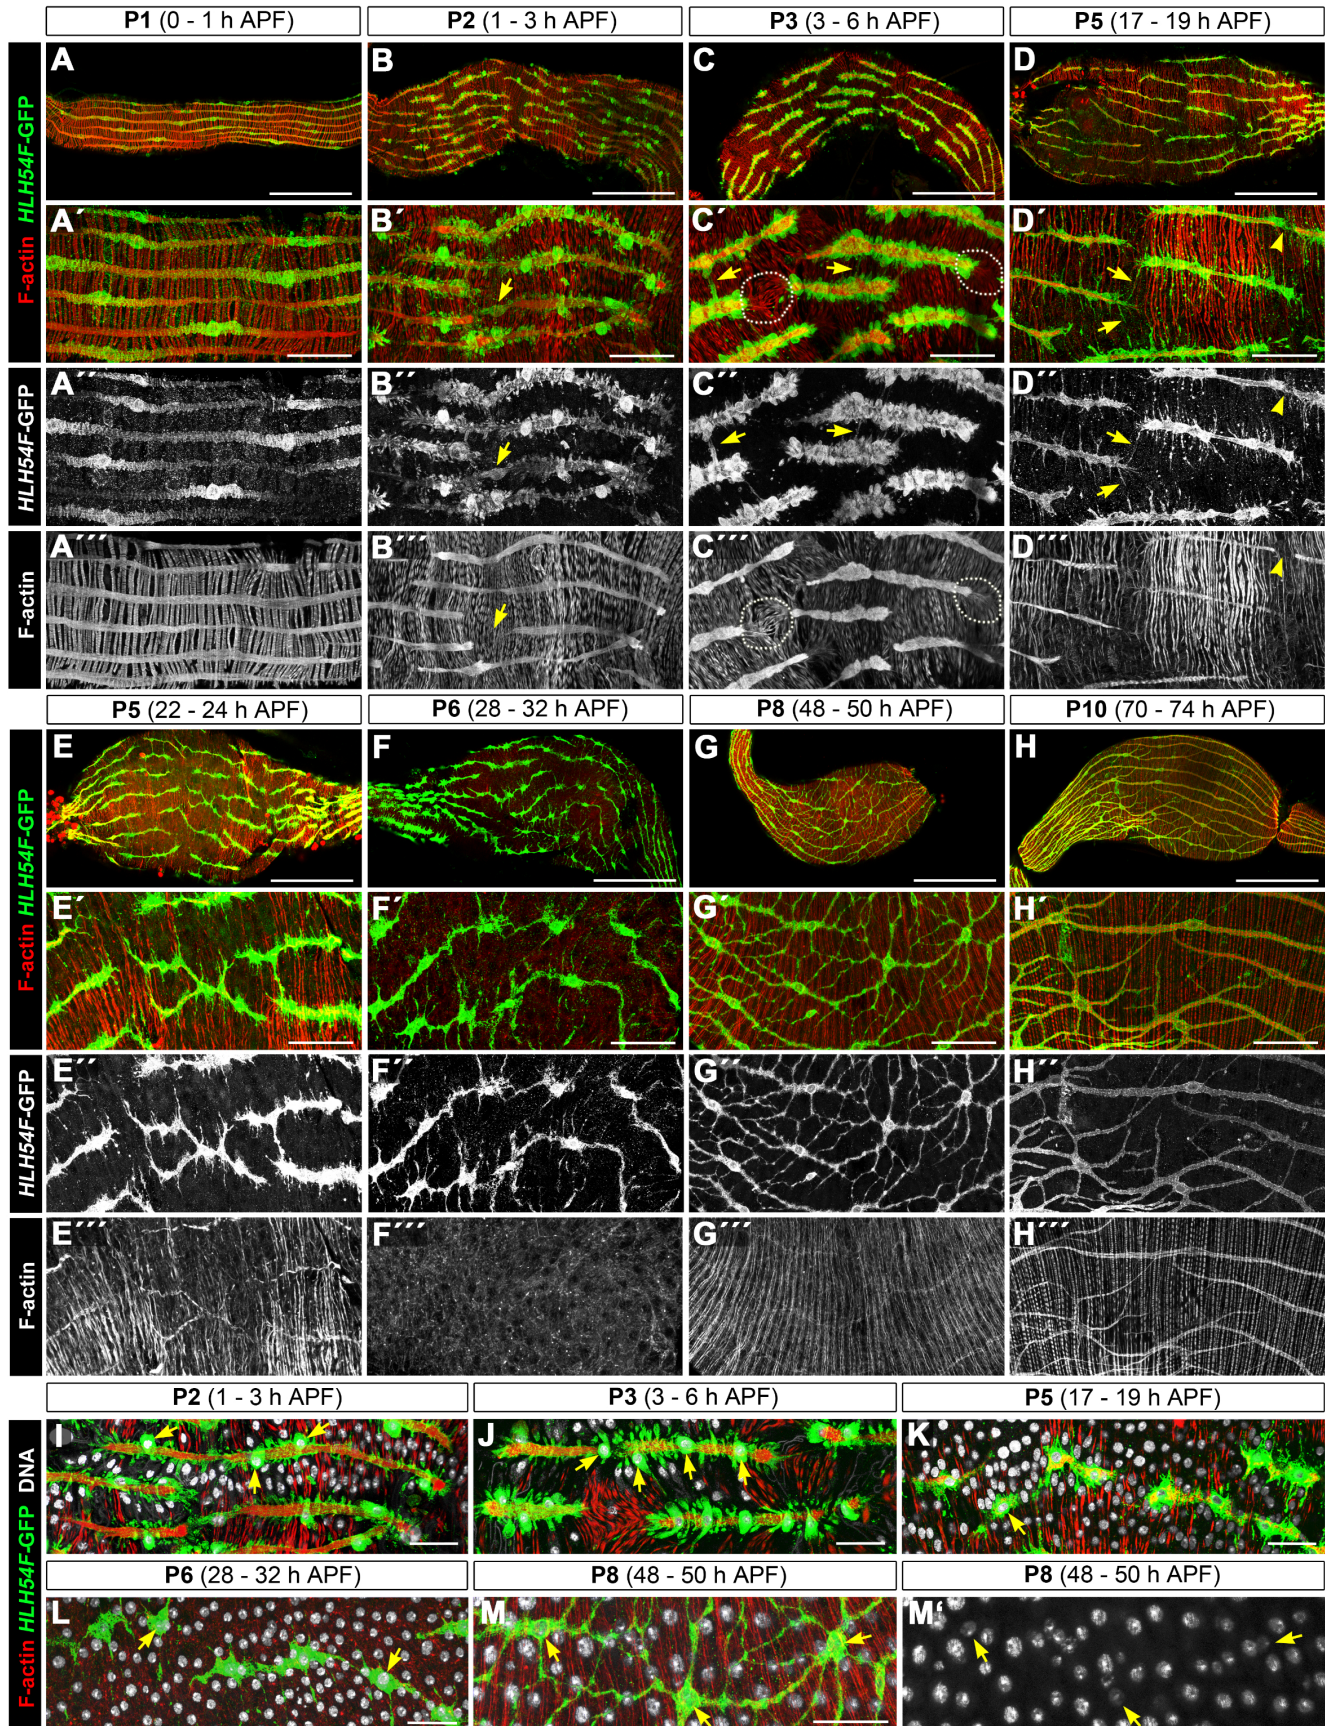 P1 (0 - 1 h APF)
P2 (1 - 3 h APF)
P3 (3 - 6 h APF)
P5 (17 - 19 h APF)
F-actin HLH54F-GFP
A
B
C
D
A´
B´
C´
D´
HLH54F-GFP
A´´
B´´
C´´
D´´
F-actin
A´´´
B´´´
C´´´
D´´´
P5 (22 - 24 h APF)
P6 (28 - 32 h APF)
P8 (48 - 50 h APF)
P10 (70 - 74 h APF)
F-actin HLH54F-GFP
E
F
G
H
E´
F´
G´
H´
HLH54F-GFP
E´´
F´´
G´´
H´´
F-actin
E´´´
F´´´
G´´´
H´´´
P2 (1 - 3 h APF)
P3 (3 - 6 h APF)
P5 (17 - 19 h APF)
F-actin HLH54F-GFP DNA
I
J
K
P6 (28 - 32 h APF)
P8 (48 - 50 h APF)
P8 (48 - 50 h APF)
L
M
M‘